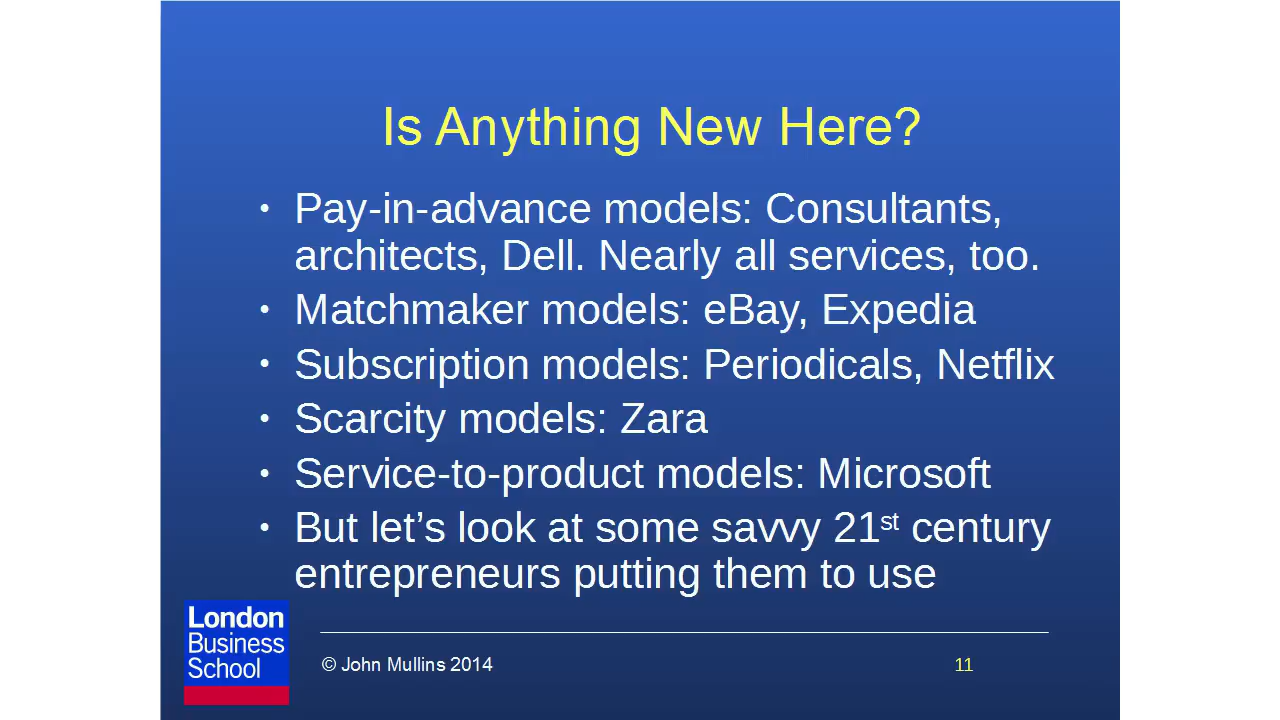 Is Anything New Here?
• Pay-in-advance models: Consultants,
architects, Dell. Nearly all services, too.
• Matchmaker models: eBay, Expedia
• Subscription models: Periodicals, Netflix
• Scarcity models: Zara
• Service-to-product models: Microsoft
• But let’s look at some savvy 21st century
entrepreneurs putting them to use
London
Business
School
© John Mullins 2014
11